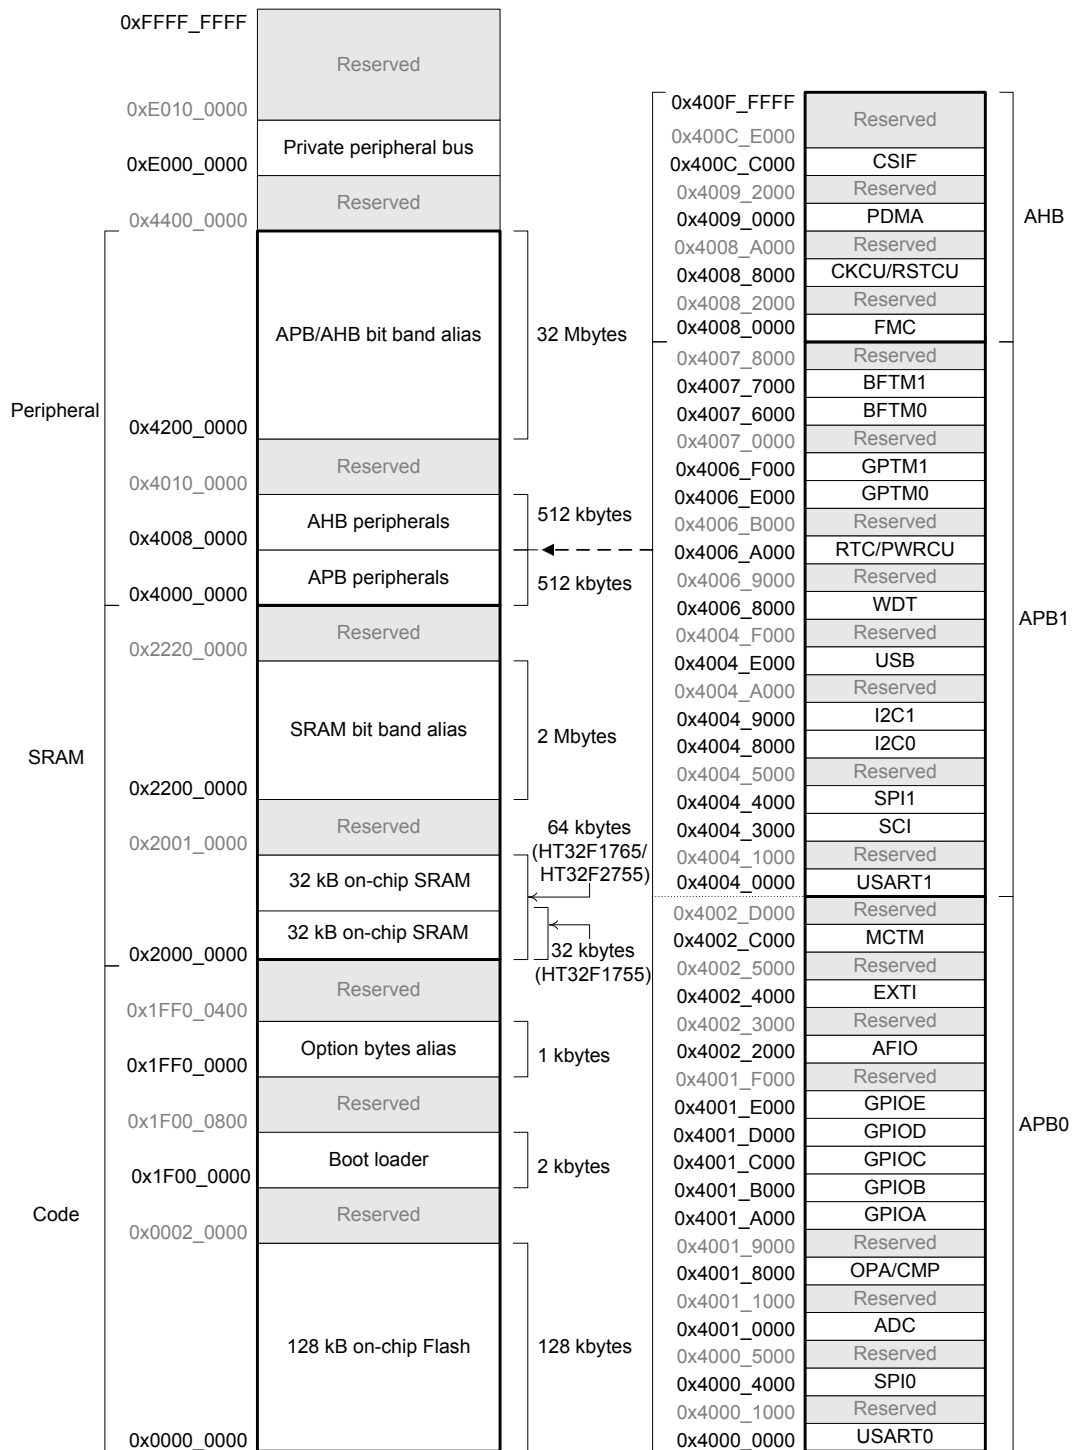 0xFFFF_FFFF
Reserved
0xE010_0000
Private peripheral bus
0xE000_0000
Reserved
0x4400_0000
APB/AHB bit band alias
32 Mbytes
Peripheral
0x4200_0000
Reserved
0x4010_0000
AHB peripherals
512 kbytes
0x4008_0000
APB peripherals
512 kbytes
0x4000_0000
Reserved
0x2220_0000
SRAM bit band alias
2 Mbytes
SRAM
0x2200_0000
Reserved
0x2001_0000
64 kbytes
(HT32F1765/
HT32F2755)
32 kB on-chip SRAM
32 kB on-chip SRAM
0x2000_0000
32 kbytes
(HT32F1755)
Reserved
0x1FF0_0400
Option bytes alias
1 kbytes
0x1FF0_0000
Reserved
0x1F00_0800
Boot loader
2 kbytes
0x1F00_0000
Code
Reserved
0x0002_0000
128 kB on-chip Flash
128 kbytes
0x0000_0000
0x400F_FFFF
Reserved
0x400C_E000
0x400C_C000 CSIF
0x4009_2000 Reserved
0x4009_0000 PDMA
AHB
0x4008_A000 Reserved
0x4008_8000 CKCU/RSTCU
0x4008_2000 Reserved
0x4008_0000 FMC
0x4007_8000 Reserved
0x4007_7000 BFTM1
0x4007_6000 BFTM0
0x4007_0000 Reserved
0x4006_F000 GPTM1
0x4006_E000 GPTM0
0x4006_B000 Reserved
0x4006_A000 RTC/PWRCU
0x4006_9000 Reserved
0x4006_8000 WDT
APB1
0x4004_F000 Reserved
0x4004_E000 USB
0x4004_A000 Reserved
0x4004_9000 I2C1
0x4004_8000 I2C0
0x4004_5000 Reserved
0x4004_4000 SPI1
0x4004_3000 SCI
0x4004_1000 Reserved
0x4004_0000 USART1
0x4002_D000 Reserved
0x4002_C000 MCTM
0x4002_5000 Reserved
0x4002_4000 EXTI
0x4002_3000 Reserved
0x4002_2000 AFIO
0x4001_F000 Reserved
0x4001_E000 GPIOE
APB0
0x4001_D000 GPIOD
0x4001_C000 GPIOC
0x4001_B000 GPIOB
0x4001_A000 GPIOA
0x4001_9000 Reserved
0x4001_8000 OPA/CMP
0x4001_1000 Reserved
0x4001_0000 ADC
0x4000_5000 Reserved
0x4000_4000 SPI0
0x4000_1000 Reserved
0x4000_0000 USART0